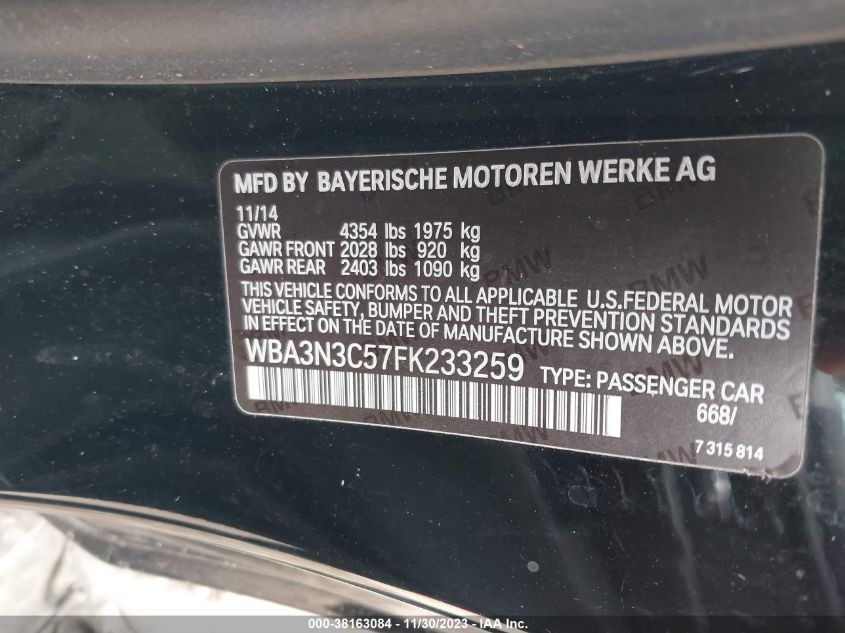 MFD BY BAYERISCHE MOTOREN WERKE AG
11/14
GVWR 4354 lbs 1975 kg
GAWR FRONT 2028 lbs 920 kg
GAWR REAR 2403 lbs 1090 kg
THIS VEHICLE CONFORMS TO ALL APPLICABLE U.S.FEDERAL MOTOR
VEHICLE SAFETY, BUMPER AND THEFT PREVENTION STANDARDS
IN EFFECT ON THE DATE OF MANUFACTURE SHOWN ABOVE.
WBA3N3C57FK233259 TYPE: PASSENGER CAR
668/
7 315 814
000-38163084 - 11/30/2023 - IAA Inc.